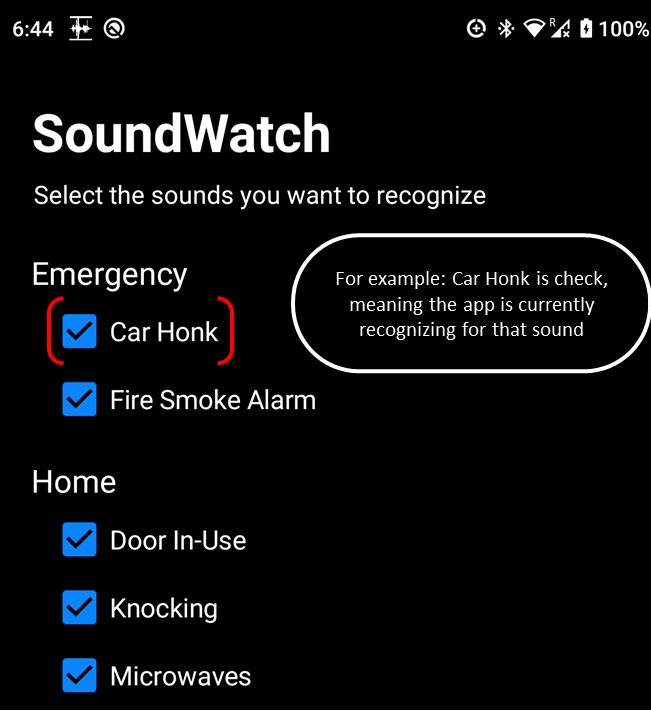 6:44
R
100%
SoundWatch
Select the sounds you want to recognize
Emergency
For example: Car Honk is check,
meaning the app is currently
recognizing for that sound
Car Honk
Fire Smoke Alarm
Home
Door In-Use
Knocking
Microwaves